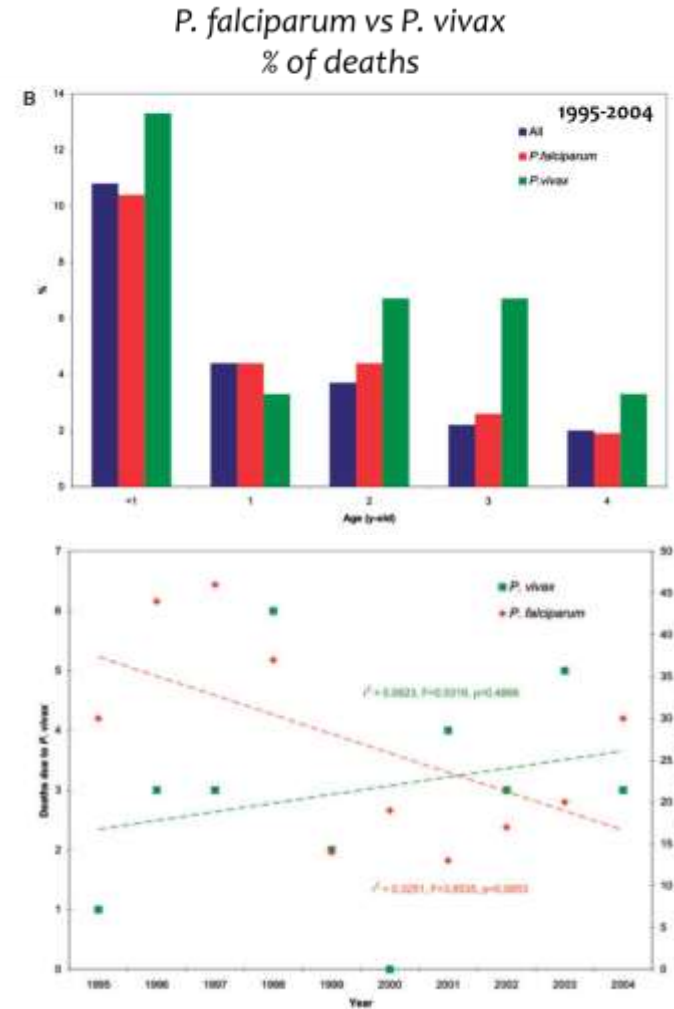 P. falciparum vs P. vivax
% of deaths
B
1995-2004
All
P.falciparum
P.vivax
14
12
10
8
6
4
2
0
%
<1
1
2
3
4
Age (y-old)
P. vivax
P. falciparum
7
6
5
4
3
2
1
0
Deaths due to P. vivax
50
45
40
35
30
25
20
15
10
5
0
1995 1996 1997 1998 1999 2000 2001 2002 2003 2004
Year